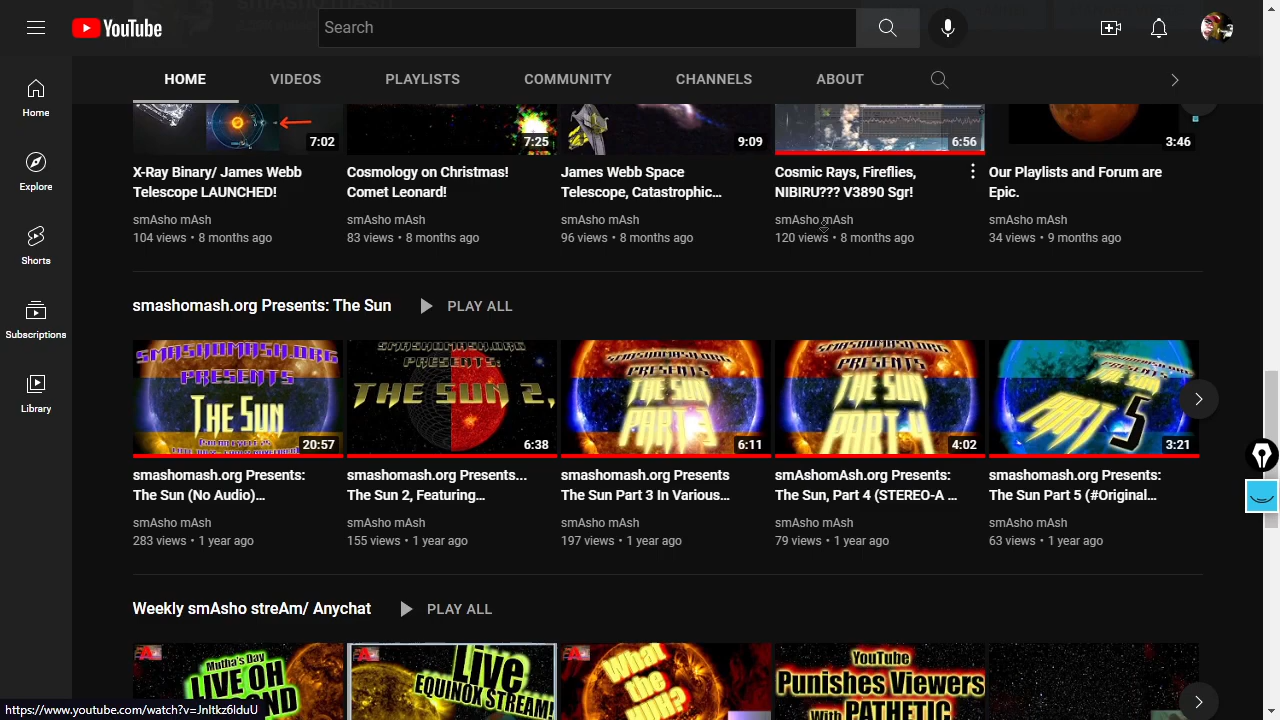 YouTube
Search
HOME
VIDEOS
PLAYLISTS
COMMUNITY
CHANNELS
ABOUT
Home
Explore
Shorts
Subscriptions
Library
7:02
7:25
9:09
6:56
3:46
X-Ray Binary/ James Webb
Telescope LAUNCHED!
smAsho mAsh
104 views • 8 months ago
Cosmology on Christmas!
Comet Leonard!
smAsho mAsh
83 views • 8 months ago
James Webb Space
Telescope, Catastrophic...
smAsho mAsh
96 views • 8 months ago
Cosmic Rays, Fireflies,
NIBIRU??? V3890 Sgr!
smAsho mAsh
120 views • 8 months ago
Our Playlists and Forum are
Epic.
smAsho mAsh
34 views • 9 months ago
smashomash.org Presents: The Sun
PLAY ALL
SMASHOMASH.ORG
PRESENTS
The Sun
20:57
SMASHOMASH.ORG
PRESENTS:
THE SUN 2,
6:38
SMASHOMASH.ORG
PRESENTS
THE SUN
PART 3
6:11
SMASHOMASH.ORG
PRESENTS
THE SUN
PART 4
4:02
SMASHOMASH.ORG
PRESENTS
THE SUN
PART 5
3:21
smashomash.org Presents:
The Sun (No Audio)...
smAsho mAsh
283 views • 1 year ago
smashomash.org Presents...
The Sun 2, Featuring...
smAsho mAsh
155 views • 1 year ago
smashomash.org Presents
The Sun Part 3 In Various...
smAsho mAsh
197 views • 1 year ago
smAshomAsh.org Presents:
The Sun, Part 4 (STEREO-A ...
smAsho mAsh
79 views • 1 year ago
smashomash.org Presents:
The Sun Part 5 (#Original...
smAsho mAsh
63 views • 1 year ago
Weekly smAsho streAm/ Anychat
PLAY ALL
Mutha's Day
LIVE OH
Live
EQUINOX STREAM!
What
the
HUH?
YouTube
Punishes Viewers
With PATHETIC
https://www.youtube.com/watch?v=JnItkz6IduU